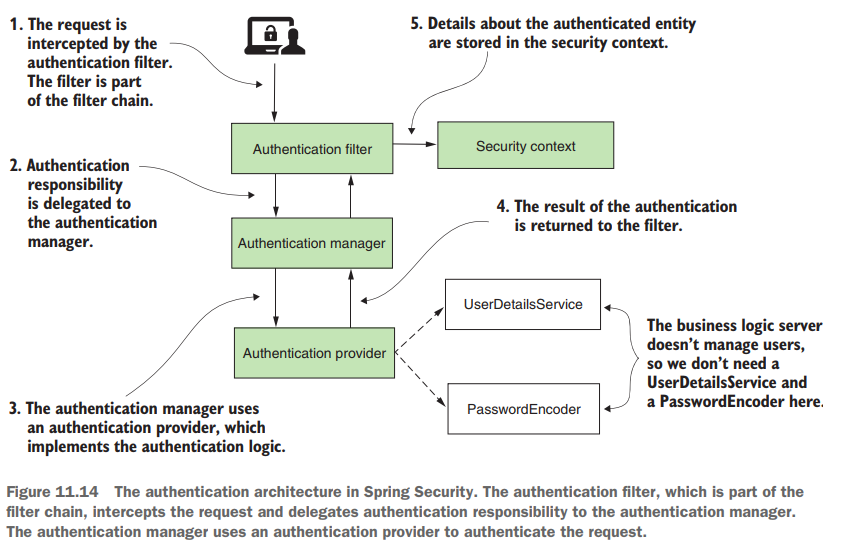 1. The request is
intercepted by the
authentication filter.
The filter is part
of the filter chain.
5. Details about the authenticated entity
are stored in the security context.
Authentication filter
Security context
2. Authentication
responsibility
is delegated to
the authentication
manager.
4. The result of the authentication
is returned to the filter.
Authentication manager
UserDetailsService
Authentication provider
The business logic server
doesn't manage users,
so we don't need a
UserDetailsService and
a PasswordEncoder here.
PasswordEncoder
3. The authentication manager uses
an authentication provider, which
implements the authentication logic.
Figure 11.14 The authentication architecture in Spring Security. The authentication filter, which is part of the
filter chain, intercepts the request and delegates authentication responsibility to the authentication manager.
The authentication manager uses an authentication provider to authenticate the request.